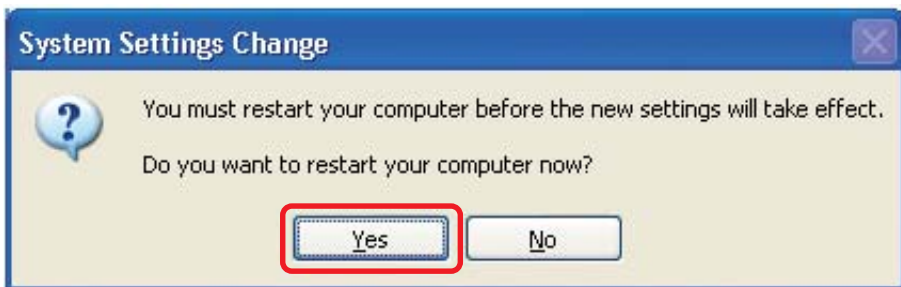 System Settings Change
?
You must restart your computer before the new settings will take effect.
Do you want to restart your computer now?
Yes No